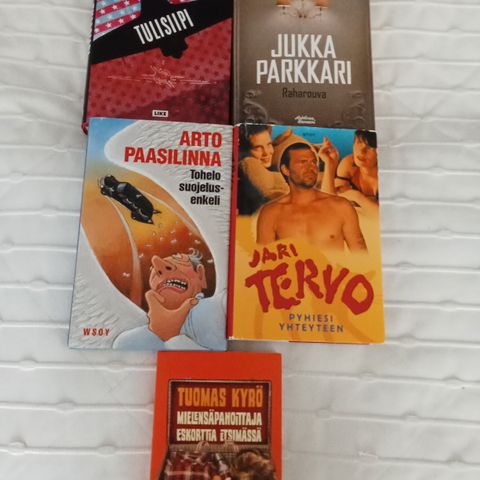 TULISIIPI
LIKE
JUKKA
PARKKARI
Raharouva
ARTO
PAASILINNA
Tohelo
suojelus-
enkeli
WSOY
JARI
TERVO
PYHIESI
YHTEYTEEN
TUOMAS KYRÖ
MIELENSÄPAHOITTAJA
ESKORTTIA ETSIMÄSSÄ